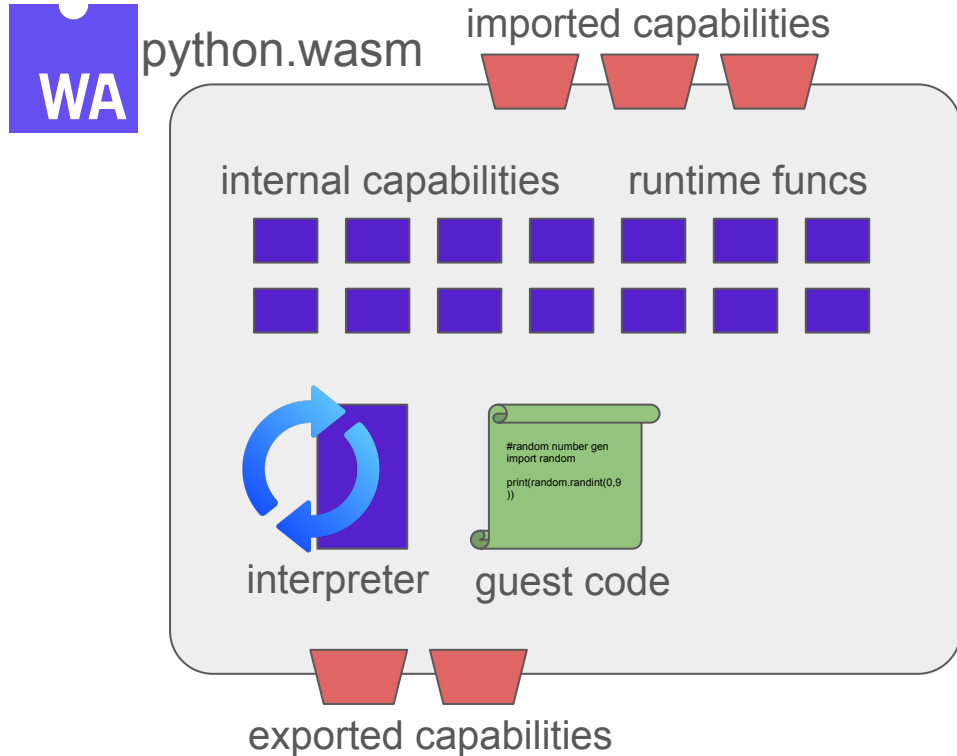 WA
python.wasm
imported capabilities
internal capabilities
runtime funcs
#random number gen
import random
print(random.randint(0,9
))
interpreter
guest code
exported capabilities